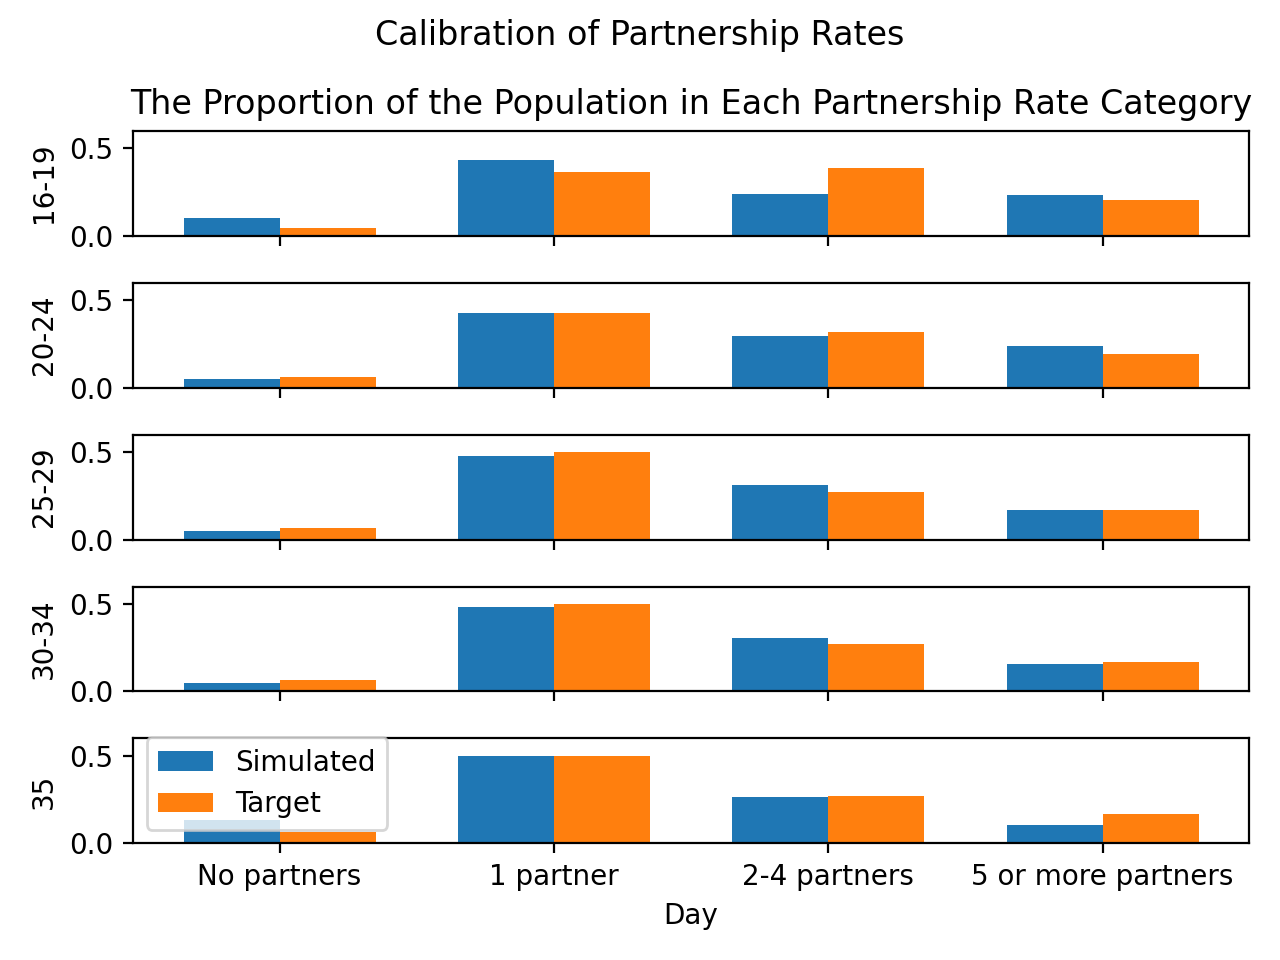 Calibration of Partnership Rates
The Proportion of the Population in Each Partnership Rate Category
0.5
16-19
0.0
0.5
20-24
0.0
0.5
25-29
0.0
0.5
30-34
0.0
0.5
Simulated
35
Target
0.0
No partners 1 partner 2-4 partners 5 or more partners
Day